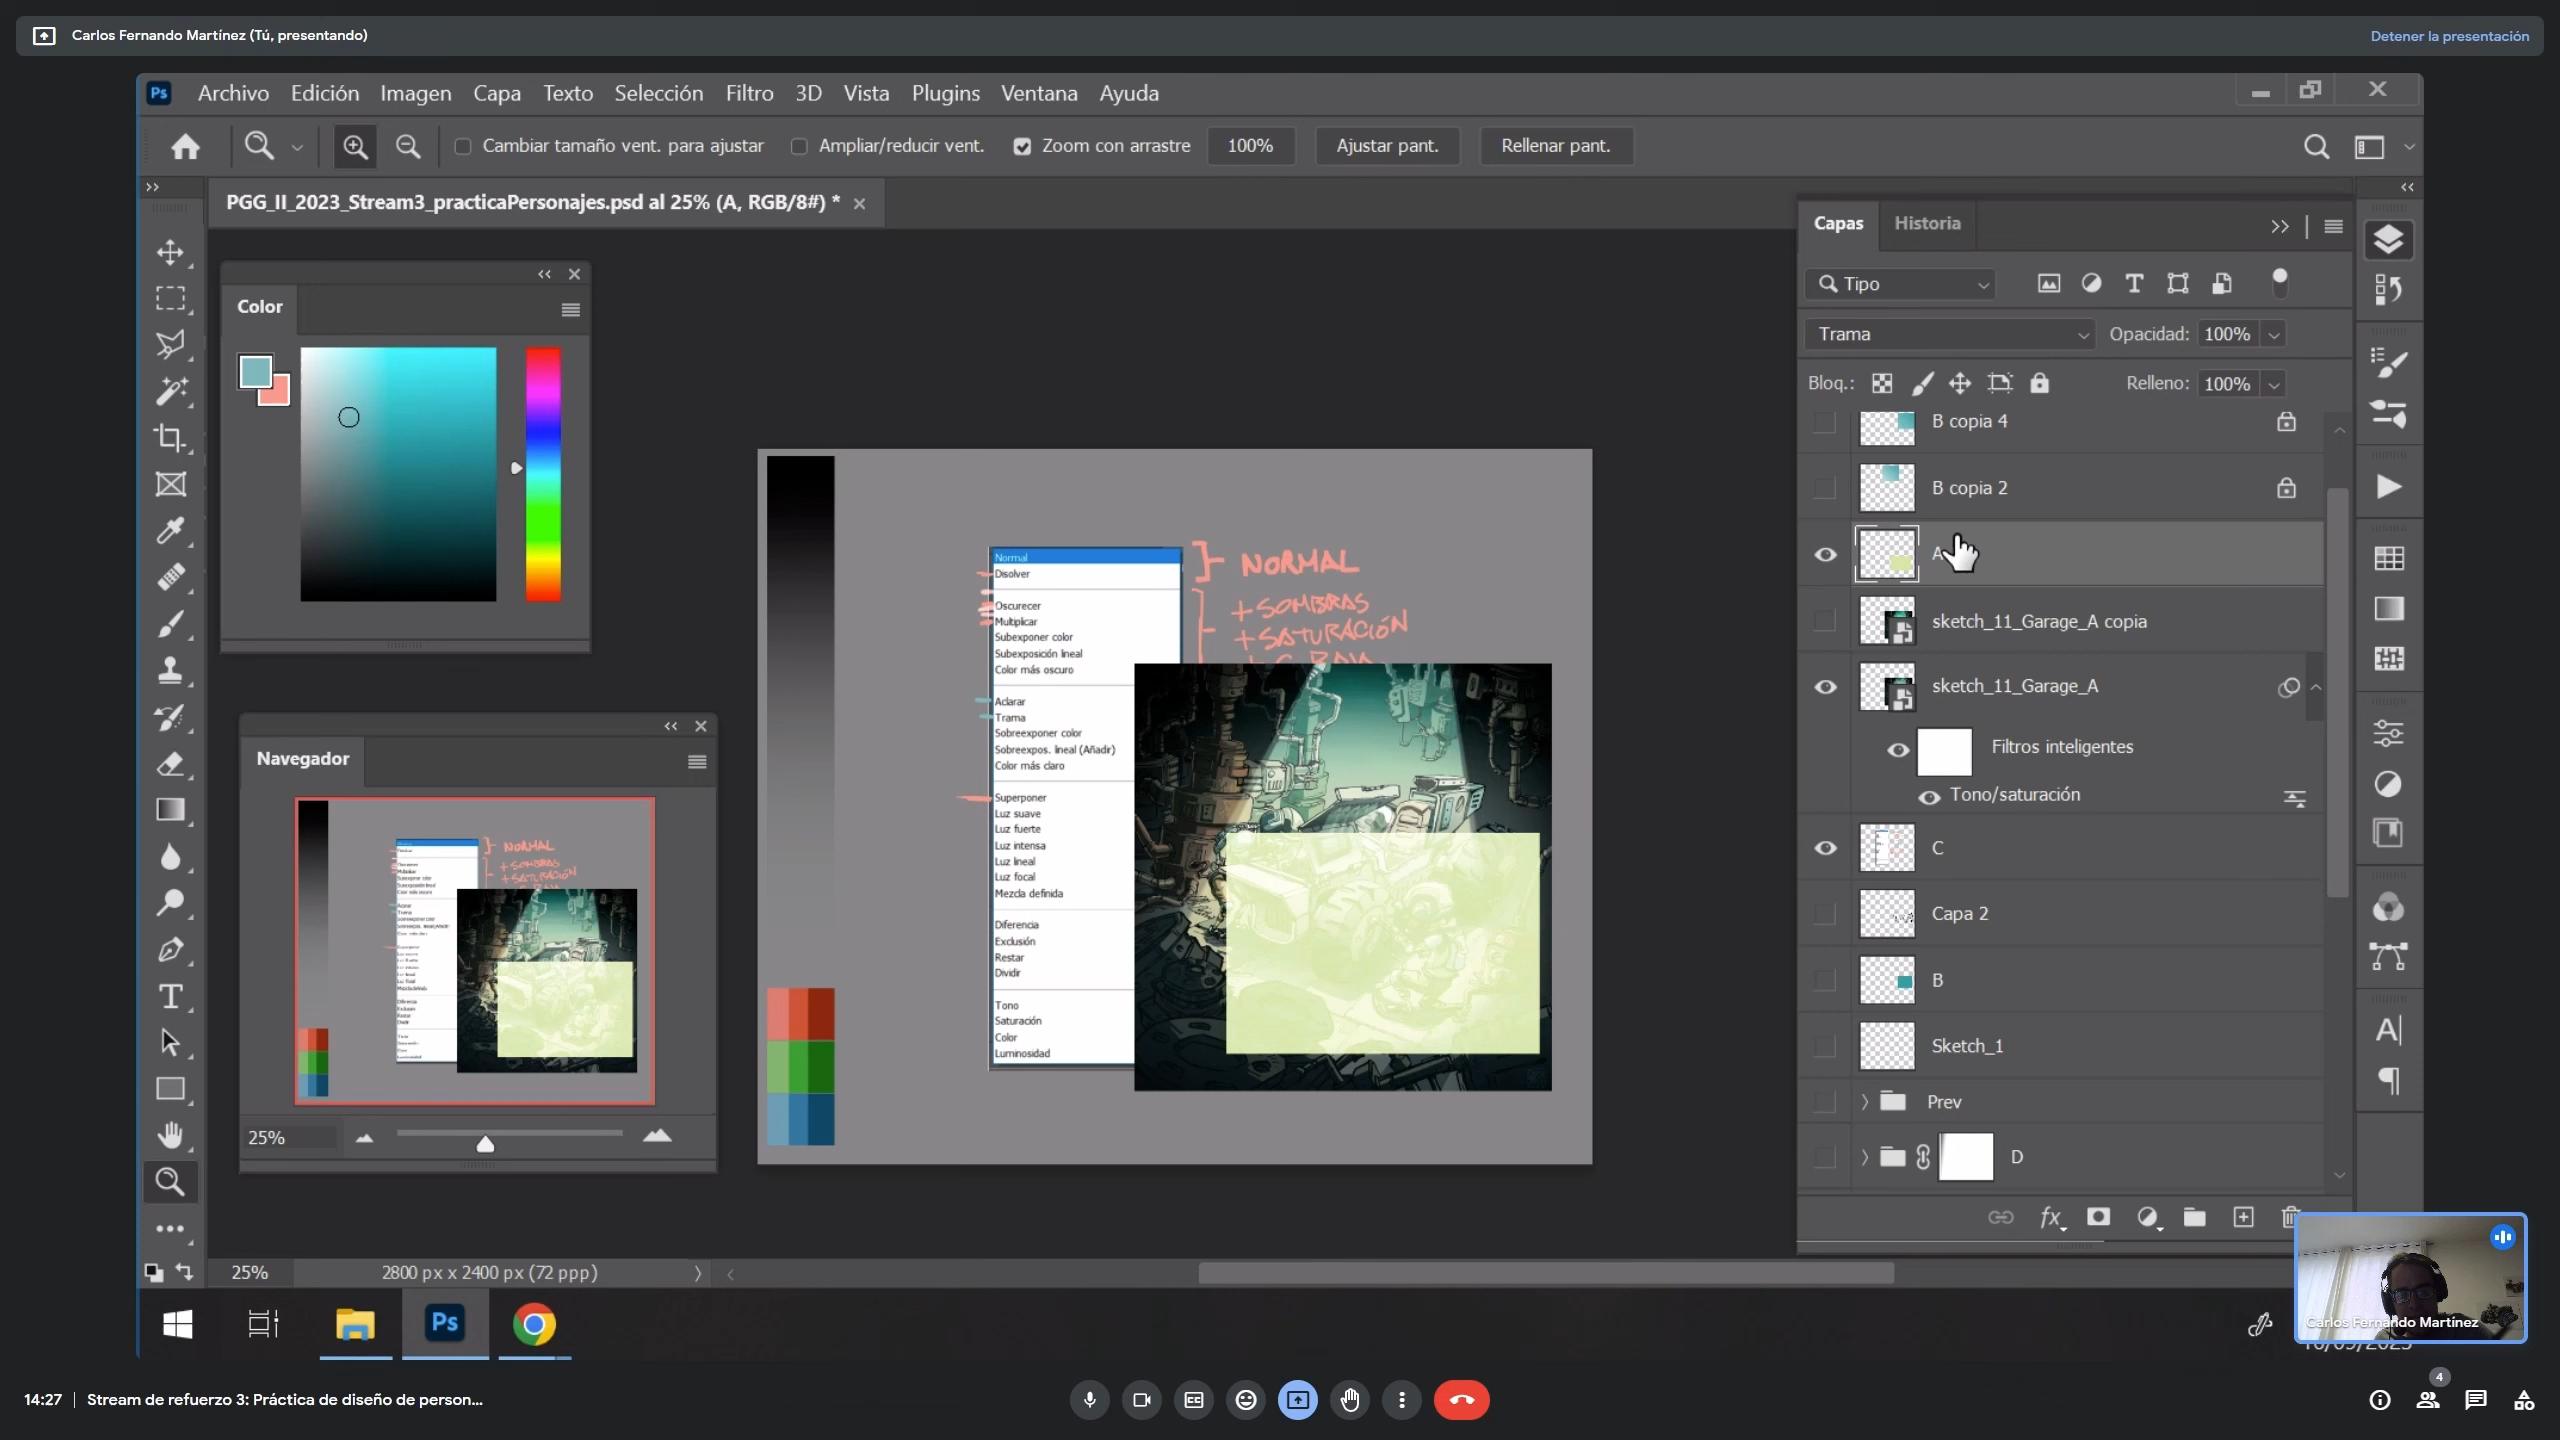 Carlos Fernando Martínez (Tú, presentando)
Detener la presentación
Ps Archivo Edición Imagen Capa Texto Selección Filtro 3D Vista Plugins Ventana Ayuda
Cambiar tamaño vent. para ajustar Ampliar/reducir vent. Zoom con arrastre 100% Ajustar pant. Rellenar pant.
PGG_II_2023_Stream3_practicaPersonajes.psd al 25% (A, RGB/8#) *
Color
Navegador
25%
Normal
Disolver
Oscurecer
Multiplicar
Subexponer color
Subexposición lineal
Color más oscuro
Aclarar
Trama
Sobreexponer color
Sobreexpos. lineal (Añadir)
Color más claro
Superponer
Luz suave
Luz fuerte
Luz intensa
Luz lineal
Luz focal
Mezcla definida
Diferencia
Exclusión
Restar
Dividir
Tono
Saturación
Color
Luminosidad
NORMAL
+SOMBRAS
+SATURACIÓN
Capas Historia
Tipo
Trama Opacidad: 100%
Bloq.: Relleno: 100%
B copia 4
B copia 2
A
sketch_11_Garage_A copia
sketch_11_Garage_A
Filtros inteligentes
Tono/saturación
C
Capa 2
B
Sketch_1
Prev
D
fx
25% 2800 px x 2400 px (72 ppp)
Ps
Carlos Fernando Martínez
14:27 | Stream de refuerzo 3: Práctica de diseño de person...
4